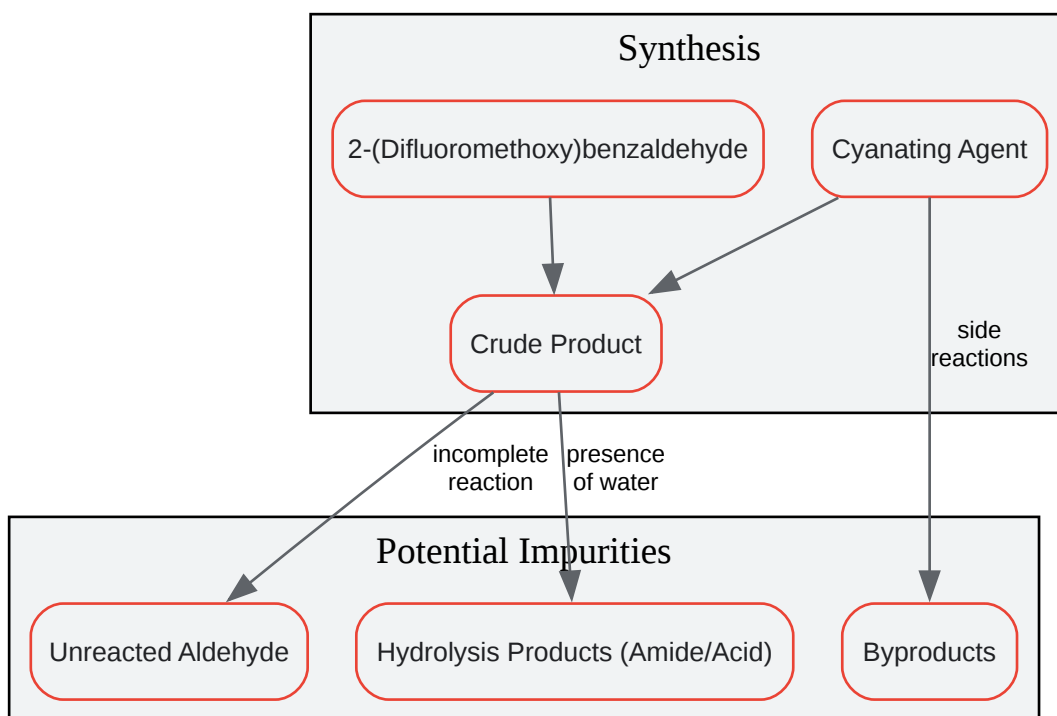 Synthesis
2-(Difluoromethoxy)benzaldehyde
Cyanating Agent
Crude Product
side
reactions
incomplete
reaction
presence
of water
Potential Impurities
Unreacted Aldehyde
Hydrolysis Products (Amide/Acid)
Byproducts